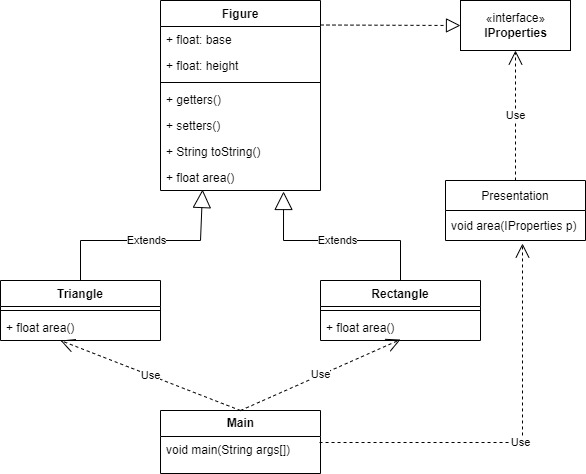 Figure
+ float: base
+ float: height
+ getters()
+ setters()
+ String toString()
+ float area()
«interface»
IProperties
Use
Presentation
void area(IProperties p)
Extends
Extends
Triangle
+ float area()
Rectangle
+ float area()
Use
Use
Main
void main(String args[])
Use